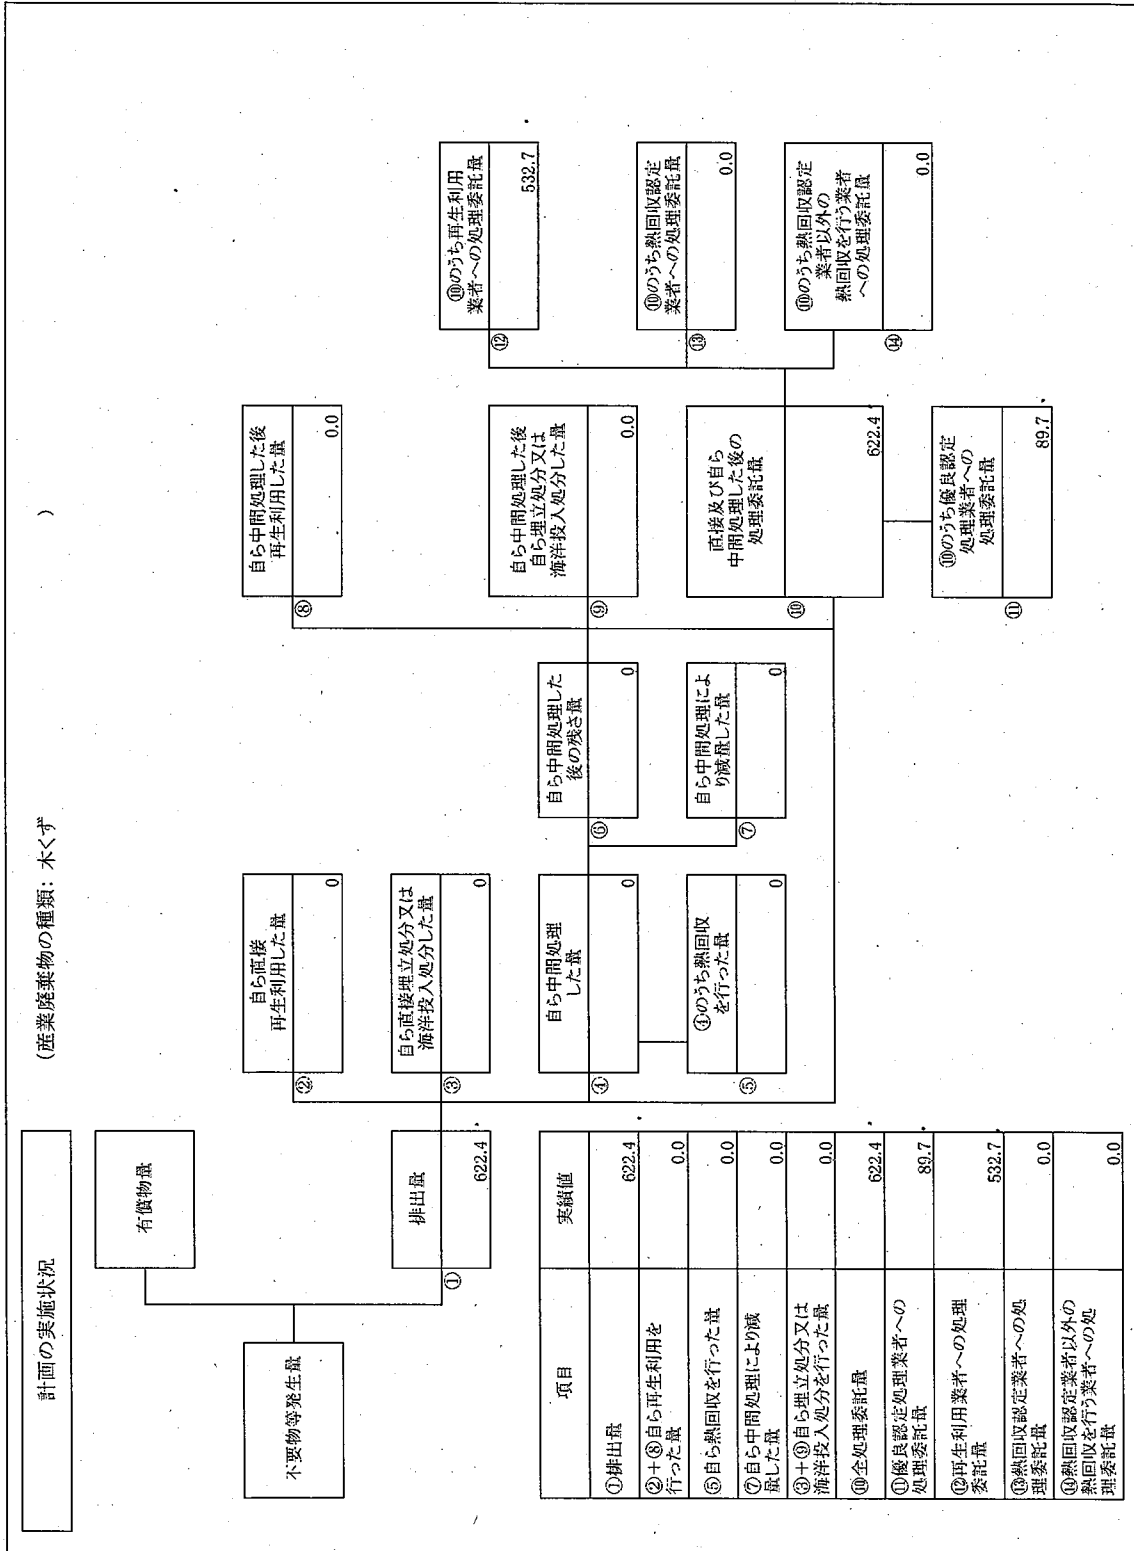 計画の実施状況
(産業廃棄物の種類: 木くず )
不要物等発生量
有償物量
①
排出量
622.4
②
自ら直接
再生利用した量
0
③
自ら直接埋立処分又は
海洋投入処分した量
0
④
自ら中間処理
した量
0
⑤
④のうち熱回収
を行った量
0
⑥
自ら中間処理した
後の残さ量
0
⑦
自ら中間処理によ
り減量した量
0
⑧
自ら中間処理した後
再生利用した量
0.0
⑨
自ら中間処理した後
自ら埋立処分又は
海洋投入処分した量
0.0
⑩
直接及び自ら
中間処理した後の
処理委託量
622.4
⑪
⑩のうち優良認定
処理業者への
処理委託量
89.7
⑫
⑩のうち再生利用
業者への処理委託量
532.7
⑬
⑩のうち熱回収認定
業者への処理委託量
0.0
⑭
⑩のうち熱回収認定
業者以外の
熱回収を行う業者
への処理委託量
0.0
項目 実績値
①排出量 622.4
②+⑧自ら再生利用を
行った量 0.0
⑤自ら熱回収を行った量 0.0
⑦自ら中間処理により減
量した量 0.0
③+⑨自ら埋立処分又は
海洋投入処分を行った量 0.0
⑩全処理委託量 622.4
⑪優良認定処理業者への
処理委託量 89.7
⑫再生利用業者への処理
委託量 532.7
⑬熱回収認定業者への処
理委託量 0.0
⑭熱回収認定業者以外の
熱回収を行う業者への処
理委託量 0.0